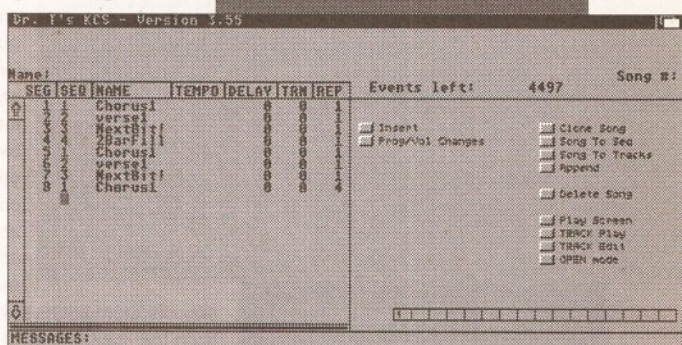 Dr. T's KCS - Version 3.55
Name:
Song #:
SEG SEQ NAME TEMPO DELAY TRN REP
Events left: 4497
1 1 Chorus1 0 0 1
2 2 verse1 0 0 1
3 3 NextBit! 0 0 1
4 4 2BarFill 0 0 1
5 1 Chorus1 0 0 1
6 2 verse1 0 0 1
7 3 NextBit! 0 0 1
8 1 Chorus1 0 0 4
Insert
Prog/Vol Changes
Clone Song
Song To Seq
Song To Tracks
Append
Delete Song
Play Screen
TRACK Play
TRACK Edit
OPEN mode
MESSAGES: